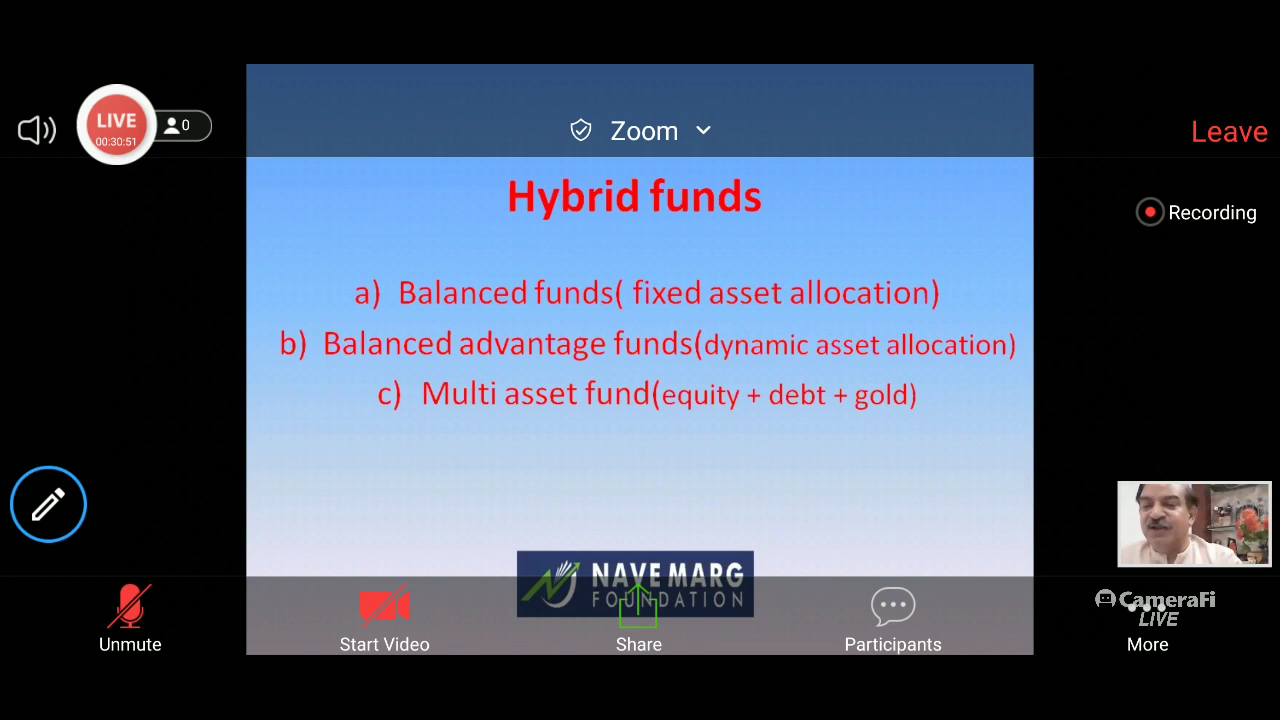 LIVE
00:30:51
0
Zoom
Leave
Recording
Hybrid funds
a) Balanced funds( fixed asset allocation)
b) Balanced advantage funds(dynamic asset allocation)
c) Multi asset fund(equity + debt + gold)
NAVE MARG
FOUNDATION
CameraFi
LIVE
Unmute
Start Video
Share
Participants
More